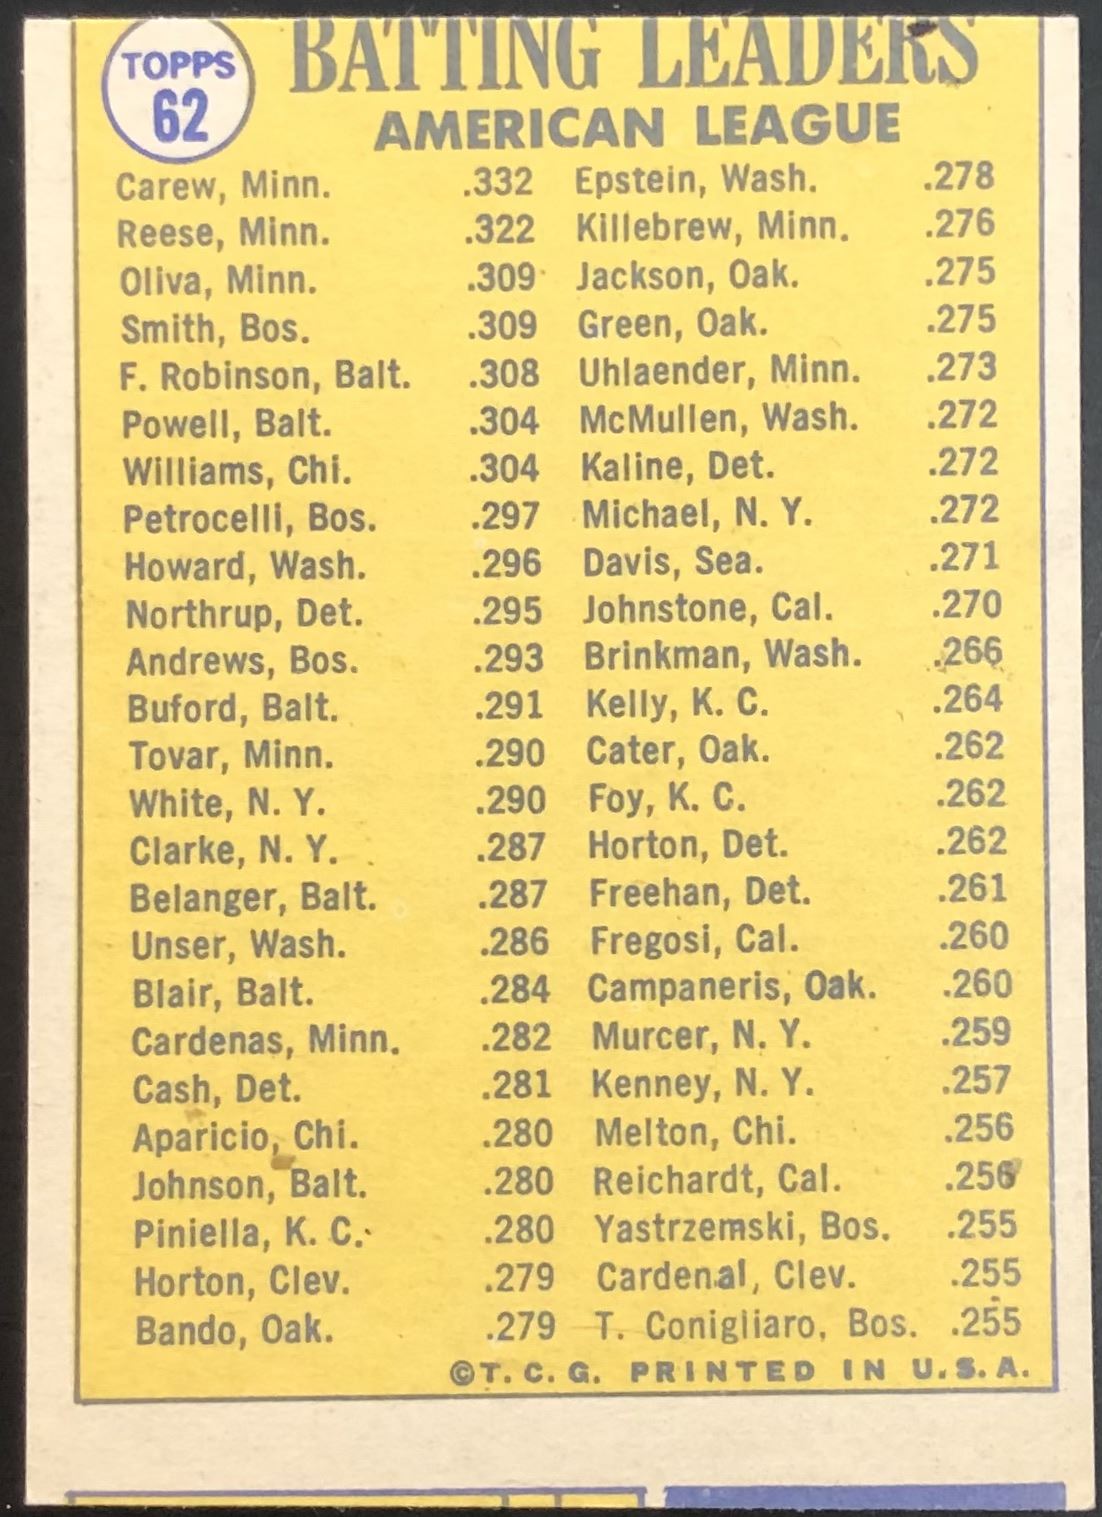 TOPPS
62
BATTING LEADERS
AMERICAN LEAGUE
Carew, Minn. .332
Reese, Minn. .322
Oliva, Minn. .309
Smith, Bos. .309
F. Robinson, Balt. .308
Powell, Balt. .304
Williams, Chi. .304
Petrocelli, Bos. .297
Howard, Wash. .296
Northrup, Det. .295
Andrews, Bos. .293
Buford, Balt. .291
Tovar, Minn. .290
White, N. Y. .290
Clarke, N. Y. .287
Belanger, Balt. .287
Unser, Wash. .286
Blair, Balt. .284
Cardenas, Minn. .282
Cash, Det. .281
Aparicio, Chi. .280
Johnson, Balt. .280
Piniella, K. C. .280
Horton, Clev. .279
Bando, Oak. .279
Epstein, Wash. .278
Killebrew, Minn. .276
Jackson, Oak. .275
Green, Oak. .275
Uhlaender, Minn. .273
McMullen, Wash. .272
Kaline, Det. .272
Michael, N. Y. .272
Davis, Sea. .271
Johnstone, Cal. .270
Brinkman, Wash. .266
Kelly, K. C. .264
Cater, Oak. .262
Foy, K. C. .262
Horton, Det. .262
Freehan, Det. .261
Fregosi, Cal. .260
Campaneris, Oak. .260
Murcer, N. Y. .259
Kenney, N. Y. .257
Melton, Chi. .256
Reichardt, Cal. .256
Yastrzemski, Bos. .255
Cardenal, Clev. .255
T. Conigliaro, Bos. .255
©T. C. G. PRINTED IN U.S.A.